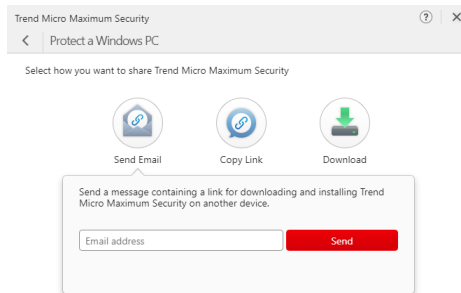 Trend Micro Maximum Security
Protect a Windows PC
Select how you want to share Trend Micro Maximum Security
Send Email
Copy Link
Download
Send a message containing a link for downloading and installing Trend
Micro Maximum Security on another device.
Email address
Send